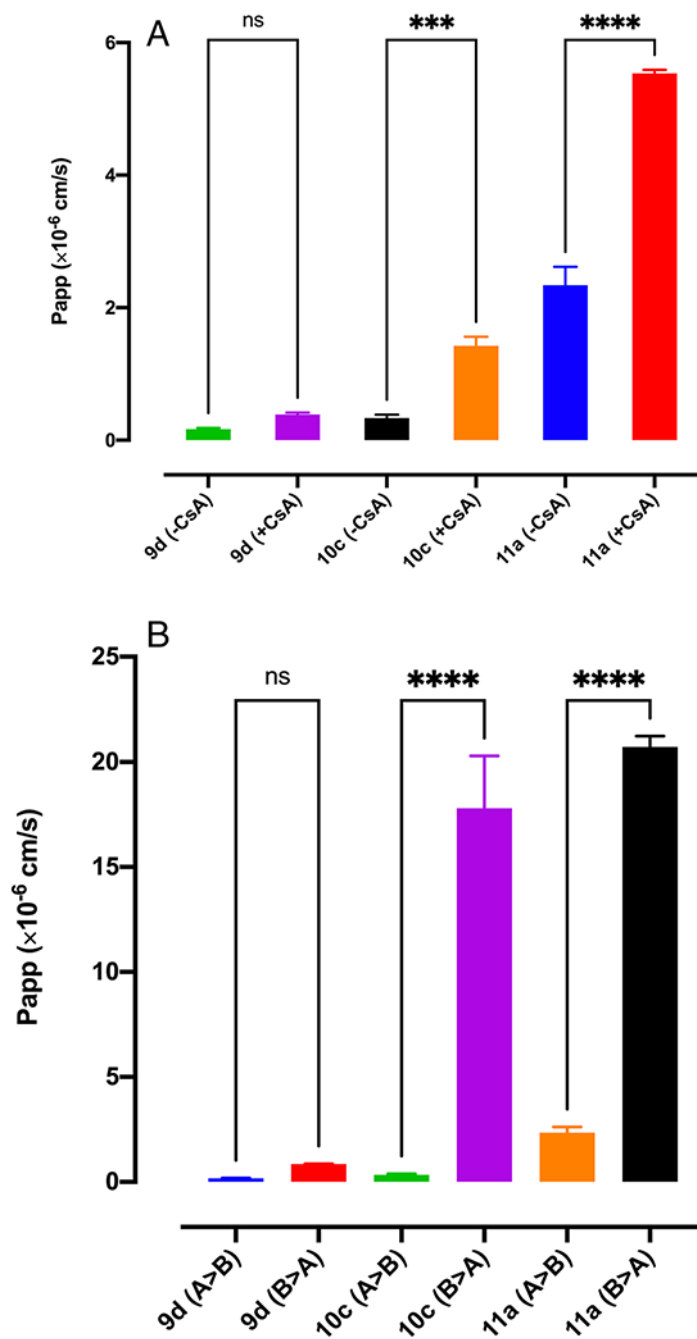 A
ns
***
****
Papp (×10⁻⁶ cm/s)
6
4
2
0
9d (-CsA)
9d (+CsA)
10c (-CsA)
10c (+CsA)
11a (-CsA)
11a (+CsA)
B
ns
****
****
Papp (×10⁻⁶ cm/s)
25
20
15
10
5
0
9d (A>B)
9d (B>A)
10c (A>B)
10c (B>A)
11a (A>B)
11a (B>A)